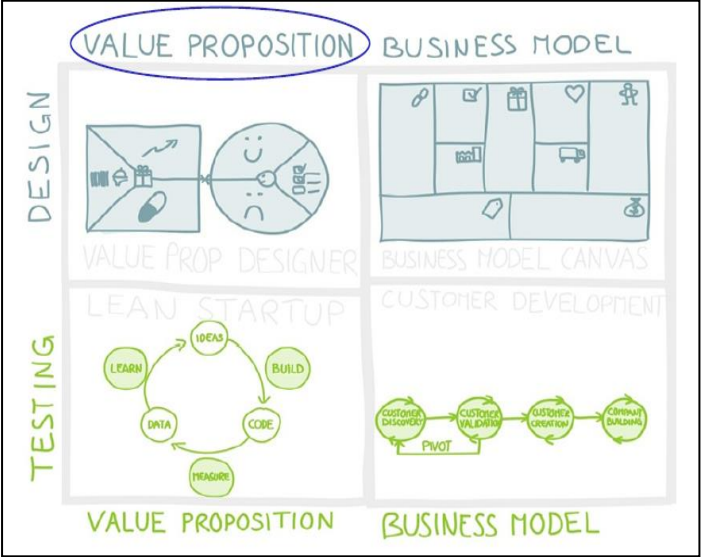 VALUE PROPOSITION BUSINESS MODEL
DESIGN
VALUE PROP DESIGNER
BUSINESS MODEL CANVAS
LEAN STARTUP
CUSTOMER DEVELOPMENT
TESTING
IDEAS
LEARN
BUILD
DATA
CODE
MEASURE
CUSTOMER
DISCOVERY
CUSTOMER
VALIDATION
CUSTOMER
CREATION
COMPANY
BUILDING
PIVOT
VALUE PROPOSITION
BUSINESS MODEL